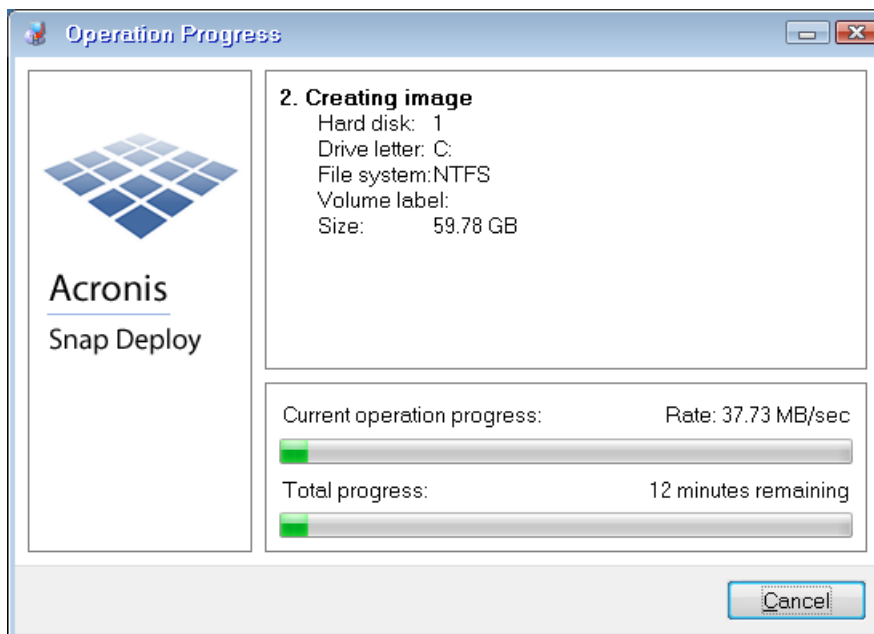 Operation Progress
2. Creating image
Hard disk: 1
Drive letter: C:
File system:NTFS
Volume label:
Size: 59.78 GB
Acronis
Snap Deploy
Current operation progress: Rate: 37.73 MB/sec
Total progress: 12 minutes remaining
Cancel